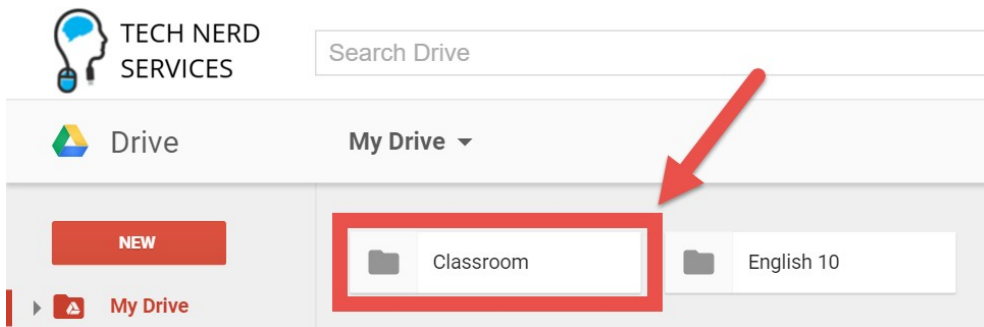 TECH NERD
SERVICES
Search Drive
Drive
My Drive
NEW
Classroom
English 10
My Drive